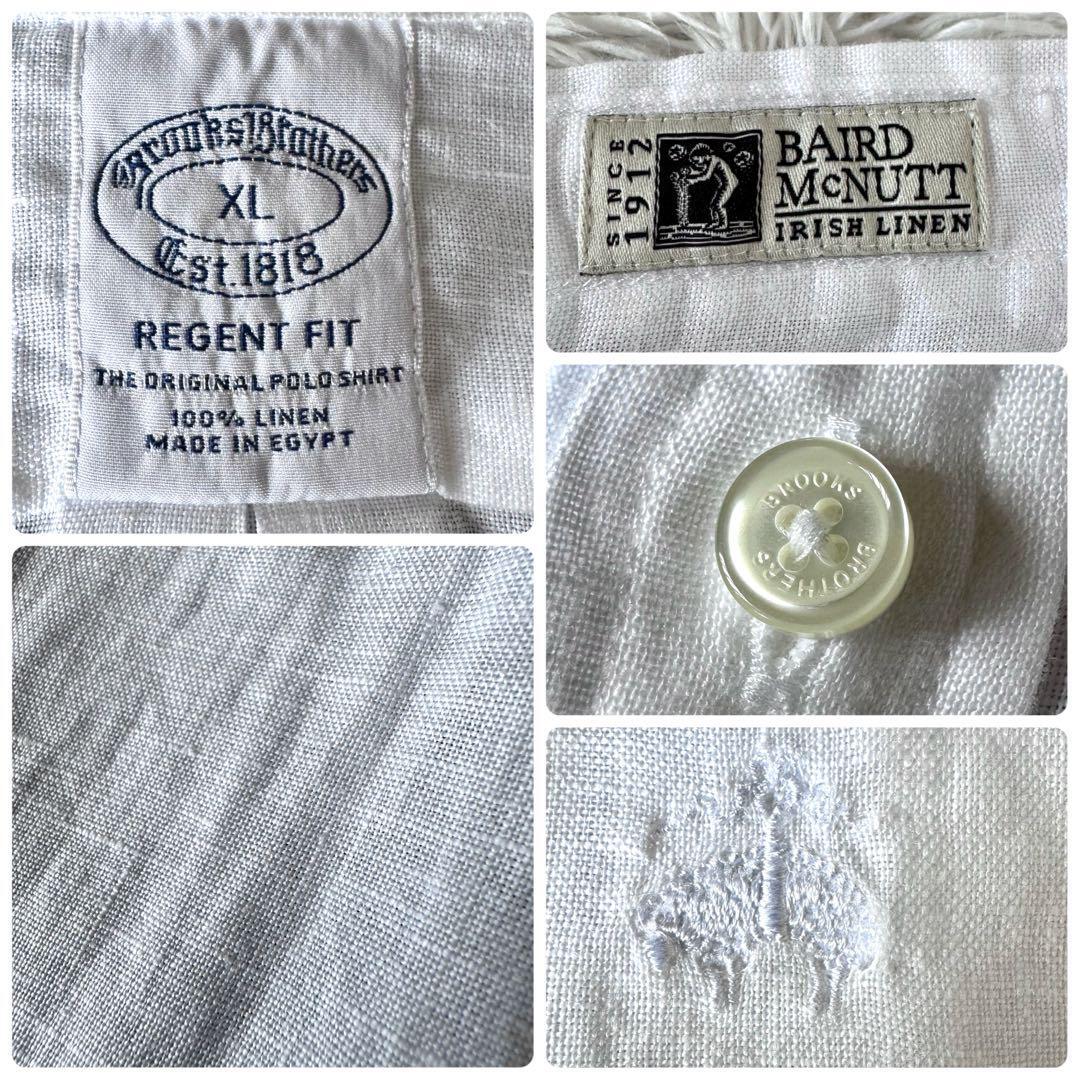 Brooks Brothers
XL
Est. 1818
REGENT FIT
THE ORIGINAL POLO SHIRT
100% LINEN
MADE IN EGYPT
SINCE
1912
BAIRD
McNUTT
IRISH LINEN
BROOKS
BROTHERS